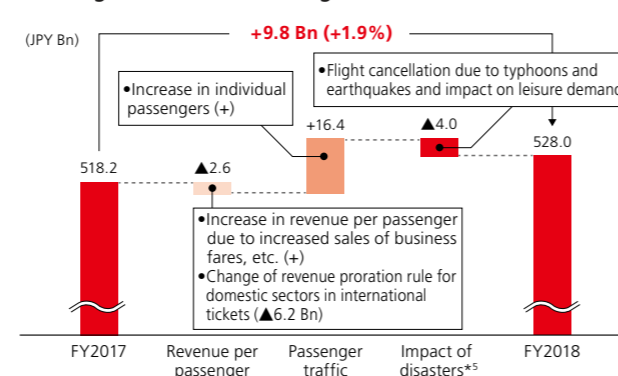 +9.8 Bn (+1.9%)
(JPY Bn)
•Flight cancellation due to typhoons and
earthquakes and impact on leisure demand
•Increase in individual
passengers (+)
+16.4
▲4.0
528.0
518.2
▲2.6
•Increase in revenue per passenger
due to increased sales of business
fares, etc. (+)
•Change of revenue proration rule for
domestic sectors in international
tickets (▲6.2 Bn)
FY2017
Revenue per
passenger
Passenger
traffic
Impact of
disasters*5
FY2018